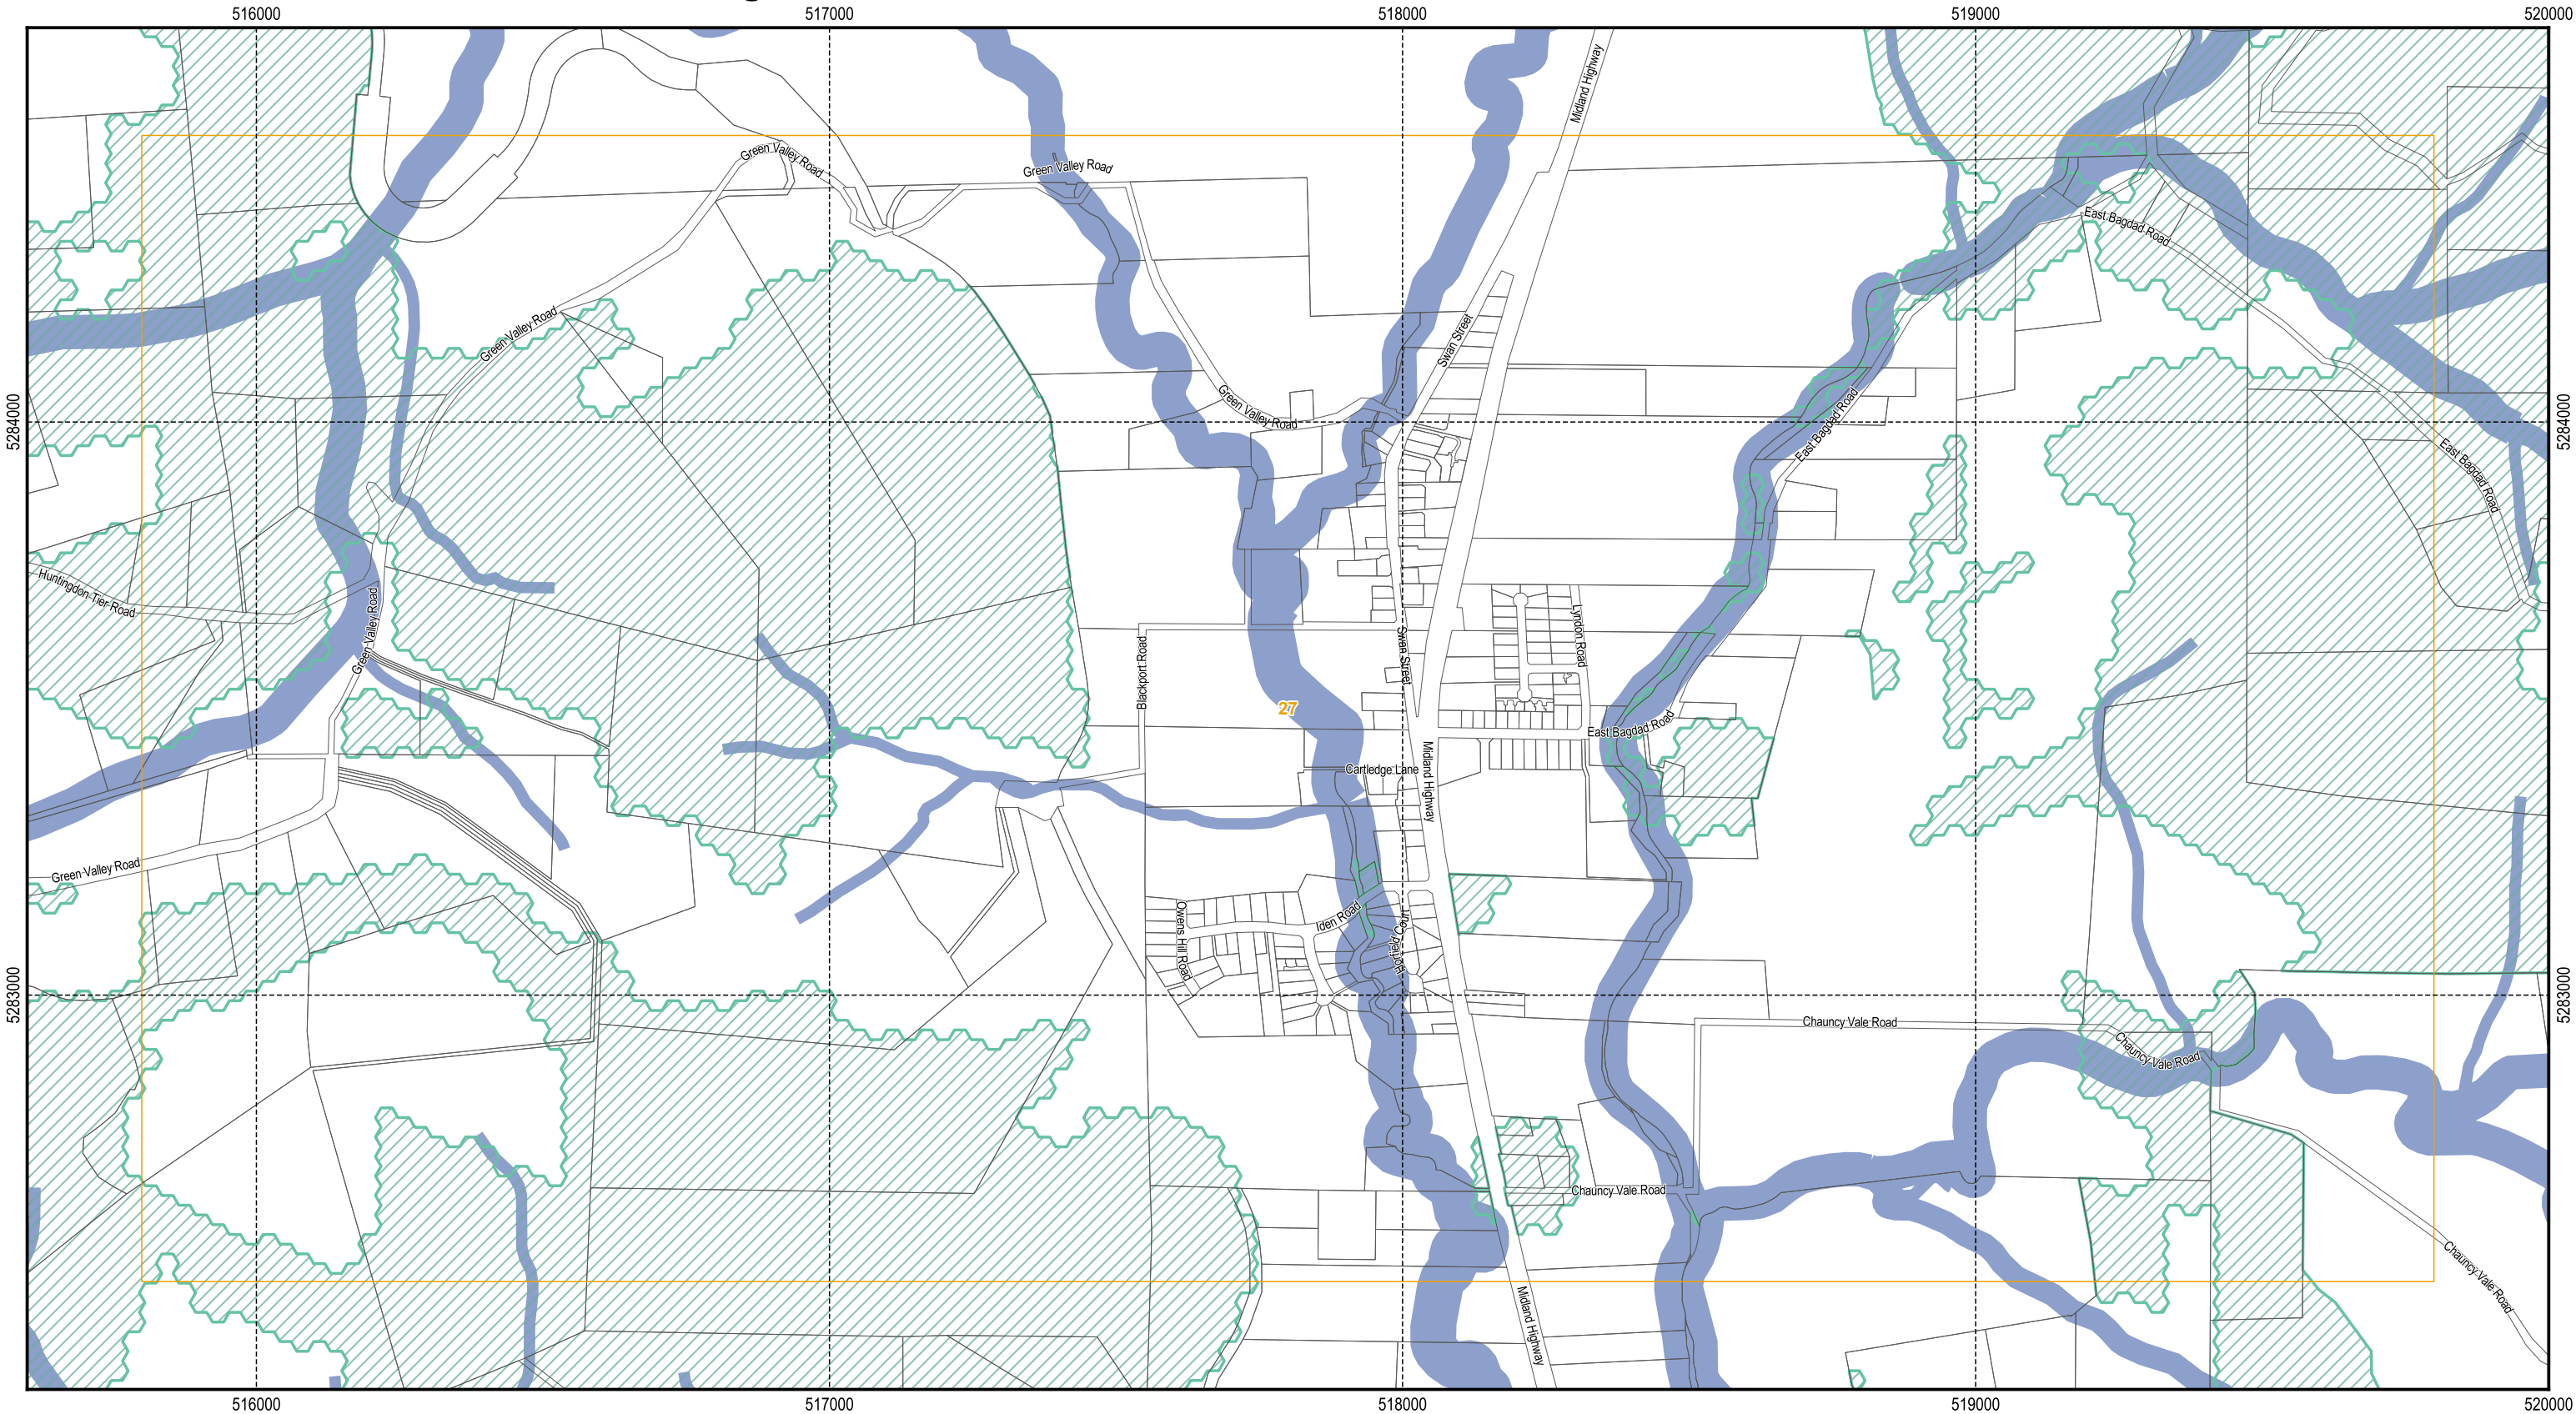 516000
517000
518000
519000
520000
Midland Highway
Green Valley Road
Green Valley Road
East Bagdad Road
Green Valley Road
Swan Street
5284000
Green Valley Road
East Bagdad Road
5284000
East Bagdad Road
Huntingdon Tier Road
Green Valley Road
Swan Street
Lyndon Road
Blackport Road
27
East Bagdad Road
Cartledge Lane
Midland Highway
Green Valley Road
Owens Hill Road
Iden Road
Court
5283000
Chauncy Vale Road
5283000
Chauncy Vale Road
Chauncy Vale Road
Chauncy Vale Road
Midland Highway
516000
517000
518000
519000
520000